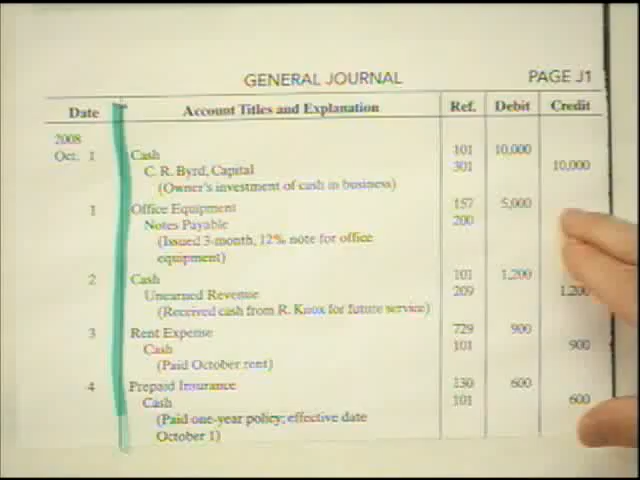 GENERAL JOURNAL PAGE J1
Date Account Titles and Explanation Ref. Debit Credit
2008
Oct. 1 Cash 101 10,000
C. R. Byrd, Capital 301 10,000
(Owner's investment of cash in business)
1 Office Equipment 157 5,000
Notes Payable 200
(Issued 3-month, 12% note for office
equipment)
2 Cash 101 1,200
Unearned Revenue 209 1,200
(Received cash from R. Knox for future service)
3 Rent Expense 729 900
Cash 101 900
(Paid October rent)
4 Prepaid Insurance 130 600
Cash 101 600
(Paid one-year policy; effective date
October 1)